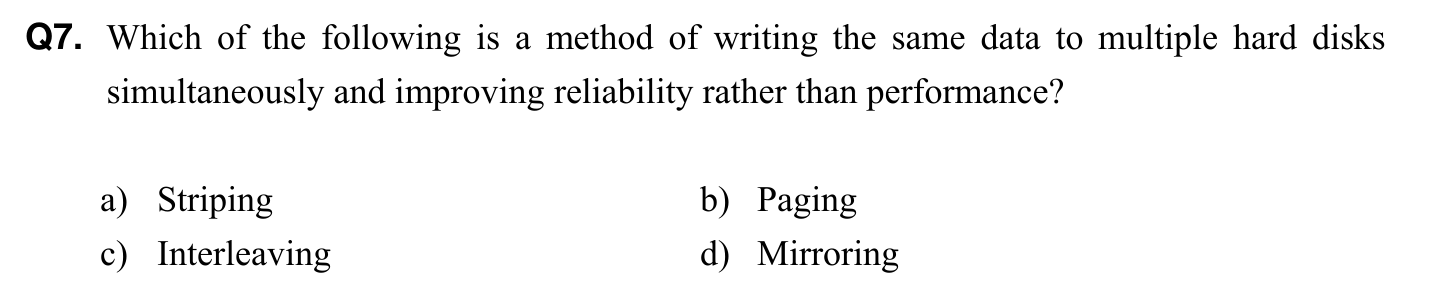 Q7. Which of the following is a method of writing the same data to multiple hard disks
simultaneously and improving reliability rather than performance?
a) Striping b) Paging
c) Interleaving d) Mirroring